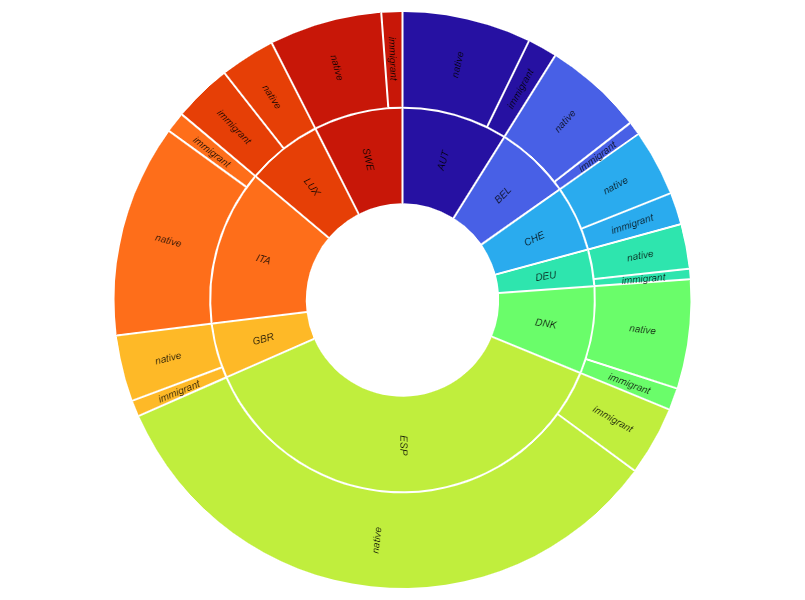 AUT
native
immigrant
BEL
native
immigrant
CHE
native
immigrant
DEU
native
immigrant
DNK
native
immigrant
ESP
immigrant
native
GBR
immigrant
native
ITA
native
immigrant
LUX
immigrant
native
SWE
native
immigrant